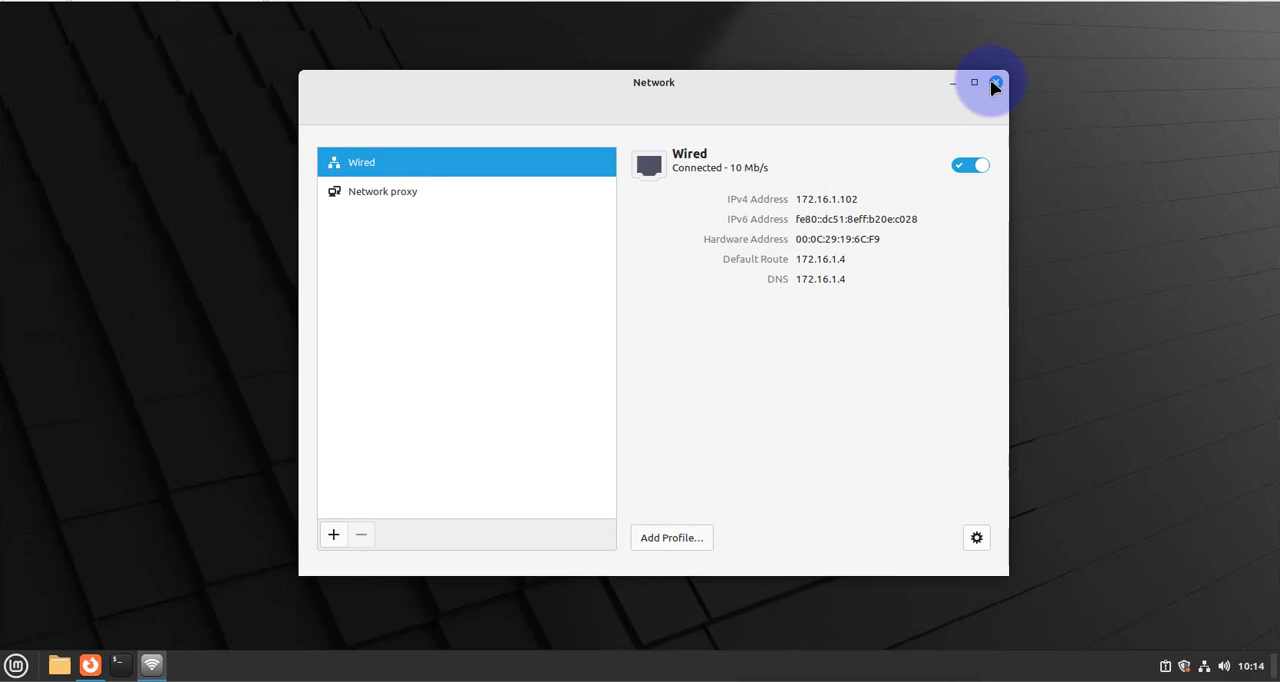 Network
Wired
Network proxy
Wired
Connected - 10 Mb/s
IPv4 Address 172.16.1.102
IPv6 Address fe80::dc51:8eff:b20e:c028
Hardware Address 00:0C:29:19:6C:F9
Default Route 172.16.1.4
DNS 172.16.1.4
Add Profile...
10:14